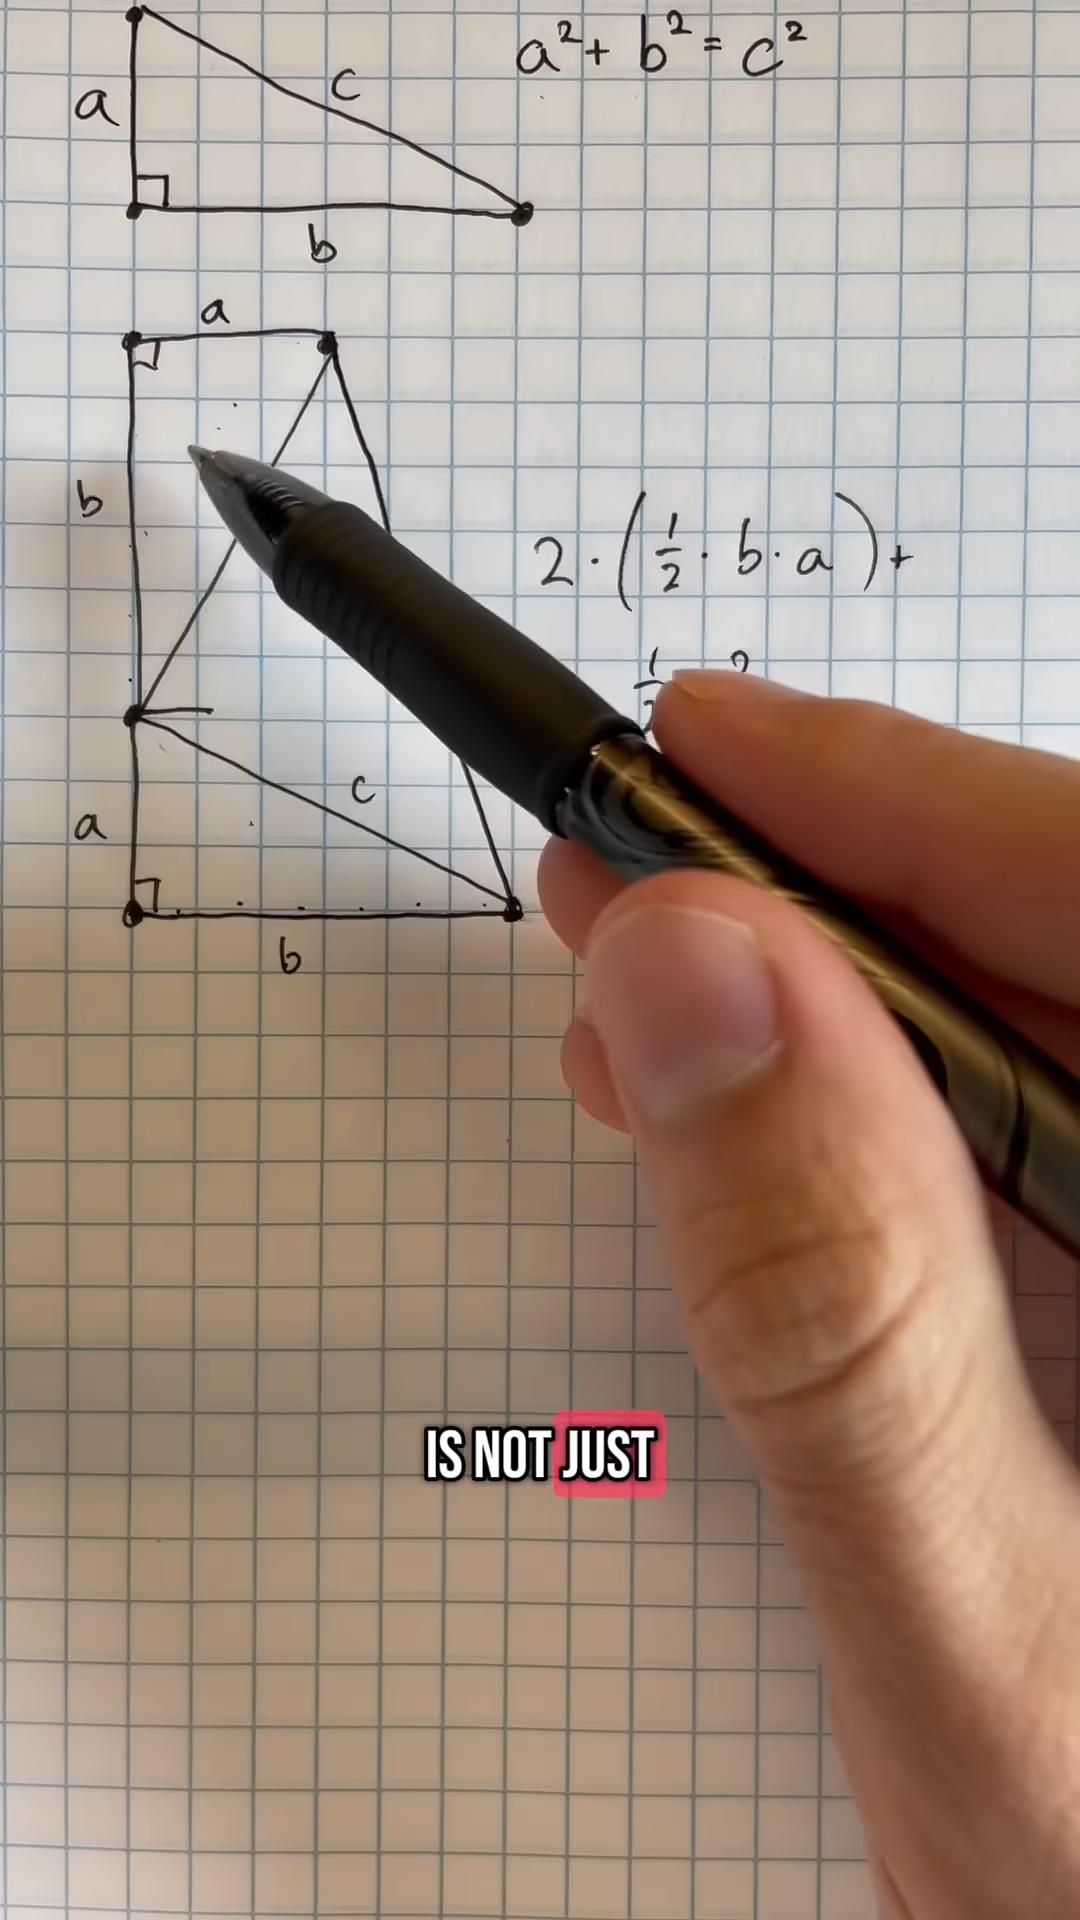 a² + b² = c²
a
c
b
a
b
2 · (½ · b · a) +
c
a
b
IS NOT JUST